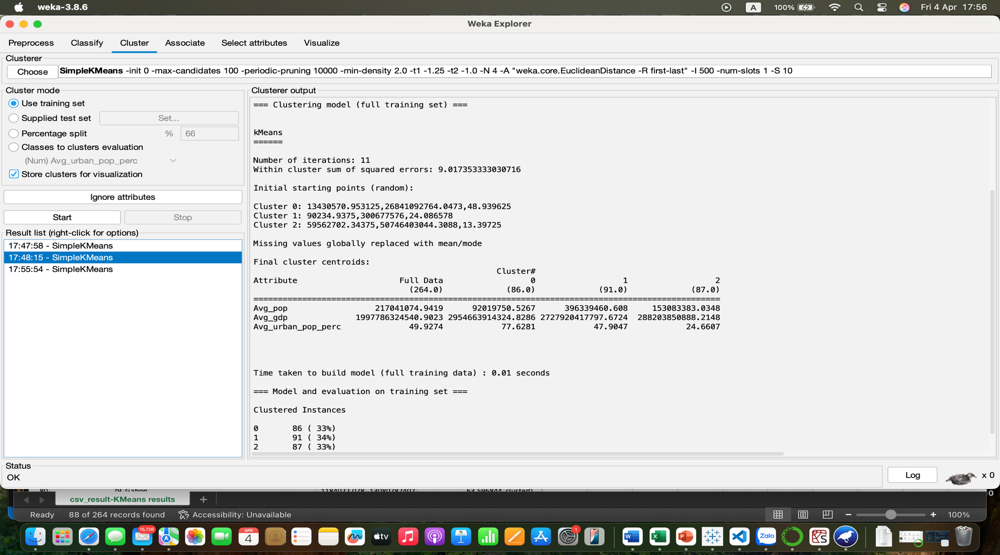 weka-3.8.6
A 100% Fri 4 Apr 17:56
Weka Explorer
Preprocess Classify Cluster Associate Select attributes Visualize
Clusterer
Choose SimpleKMeans -init 0 -max-candidates 100 -periodic-pruning 10000 -min-density 2.0 -t1 -1.25 -t2 -1.0 -N 4 -A "weka.core.EuclideanDistance -R first-last" -I 500 -num-slots 1 -S 10
Cluster mode
Use training set
Supplied test set Set...
Percentage split % 66
Classes to clusters evaluation
(Num) Avg_urban_pop_perc
Store clusters for visualization
Ignore attributes
Start Stop
Result list (right-click for options)
17:47:58 - SimpleKMeans
17:48:15 - SimpleKMeans
17:55:54 - SimpleKMeans
Clusterer output
=== Clustering model (full training set) ===
kMeans
======
Number of iterations: 11
Within cluster sum of squared errors: 9.017353333030716
Initial starting points (random):
Cluster 0: 13430570.953125,26841092764.0473,48.939625
Cluster 1: 90234.9375,300677576,24.086578
Cluster 2: 59562702.34375,50746403044.3088,13.39725
Missing values globally replaced with mean/mode
Final cluster centroids:
Cluster#
Attribute Full Data 0 1 2
(264.0) (86.0) (91.0) (87.0)
================================================================================================
Avg_pop 217041074.9419 92019750.5267 396339460.608 153083383.0348
Avg_gdp 1997786324540.9023 2954663914324.8286 2727920417797.6724 288203850888.2148
Avg_urban_pop_perc 49.9274 77.6281 47.9047 24.6607
Time taken to build model (full training data) : 0.01 seconds
=== Model and evaluation on training set ===
Clustered Instances
0 86 ( 33%)
1 91 ( 34%)
2 87 ( 33%)
Status
OK
Log x 0
80 79 Gabon 1184022.078 13080787407 63.596844 cluster0
csv_result-KMeans results +
Ready 88 of 264 records found Accessibility: Unavailable 100%
15,726
APR
4
tv
1
W
X
P
Zalo
CSV